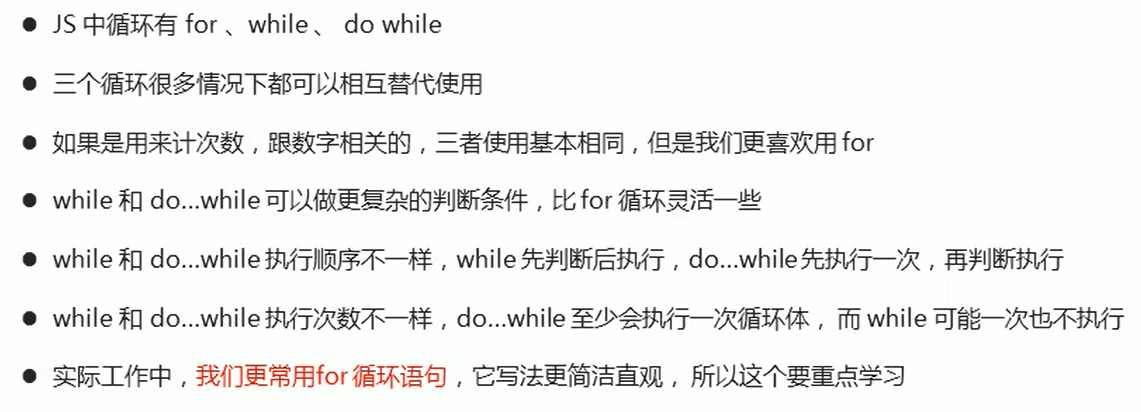 ● JS 中循环有 for 、while 、 do while
● 三个循环很多情况下都可以相互替代使用
● 如果是用来计次数，跟数字相关的，三者使用基本相同，但是我们更喜欢用 for
● while 和 do...while 可以做更复杂的判断条件，比 for 循环灵活一些
● while 和 do...while 执行顺序不一样，while 先判断后执行，do...while 先执行一次，再判断执行
● while 和 do...while 执行次数不一样，do...while 至少会执行一次循环体， 而 while 可能一次也不执行
● 实际工作中，我们更常用for 循环语句，它写法更简洁直观， 所以这个要重点学习